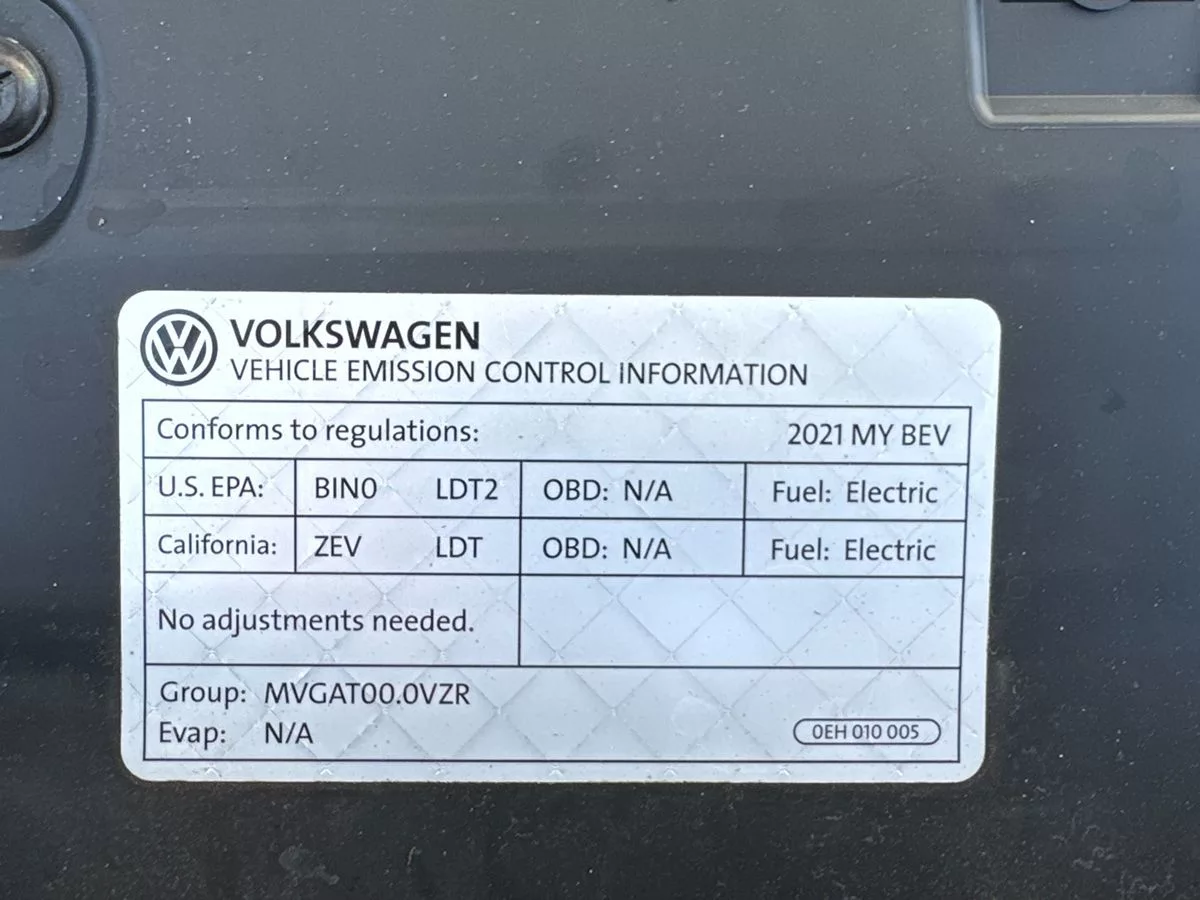 VOLKSWAGEN
VEHICLE EMISSION CONTROL INFORMATION
Conforms to regulations: 2021 MY BEV
U.S. EPA: BIN0 LDT2 OBD: N/A Fuel: Electric
California: ZEV LDT OBD: N/A Fuel: Electric
No adjustments needed.
Group: MVGAT00.0VZR
Evap: N/A 0EH 010 005